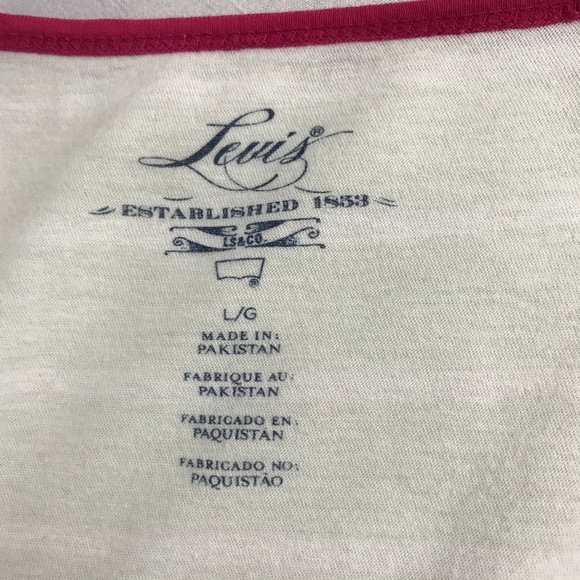 Levi's®
ESTABLISHED 1853
LS&CO.
®
L/G
MADE IN:
PAKISTAN
FABRIQUE AU:
PAKISTAN
FABRICADO EN:
PAQUISTAN
FABRICADO NO:
PAQUISTÃO